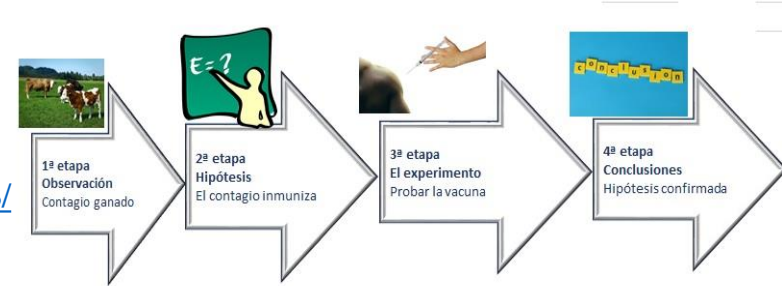 E=?
conclusion
1ª etapa
Observación
Contagio ganado
2ª etapa
Hipótesis
El contagio inmuniza
3ª etapa
El experimento
Probar la vacuna
4ª etapa
Conclusiones
Hipótesis confirmada
/